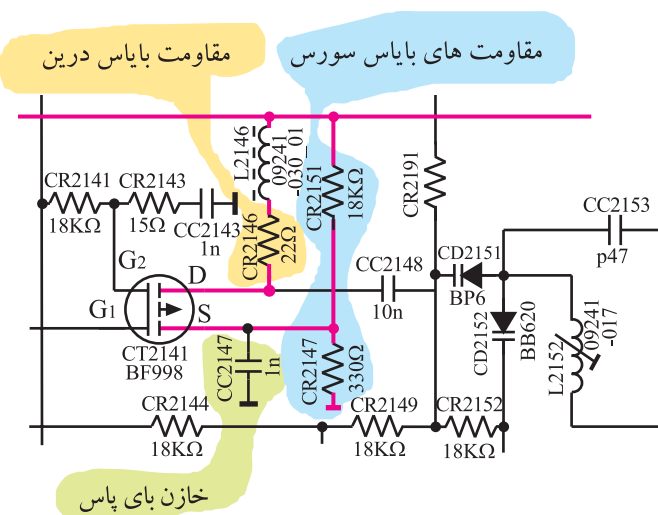 مقاومت بایاس درین
مقاومت های بایاس سورس
L2146
09241
-030_01
CR2151
18KΩ
CR2191
CR2141
18KΩ
CR2143
15Ω
CC2143
1n
CR2146
22Ω
CC2153
p47
G2
D
G1
S
CT2141
BF998
CC2148
10n
CD2151
BP6
CD2152
BB620
L2152
09241
-017
CC2147
1n
CR2147
330Ω
CR2144
18KΩ
CR2149
18KΩ
CR2152
18KΩ
خازن بای پاس